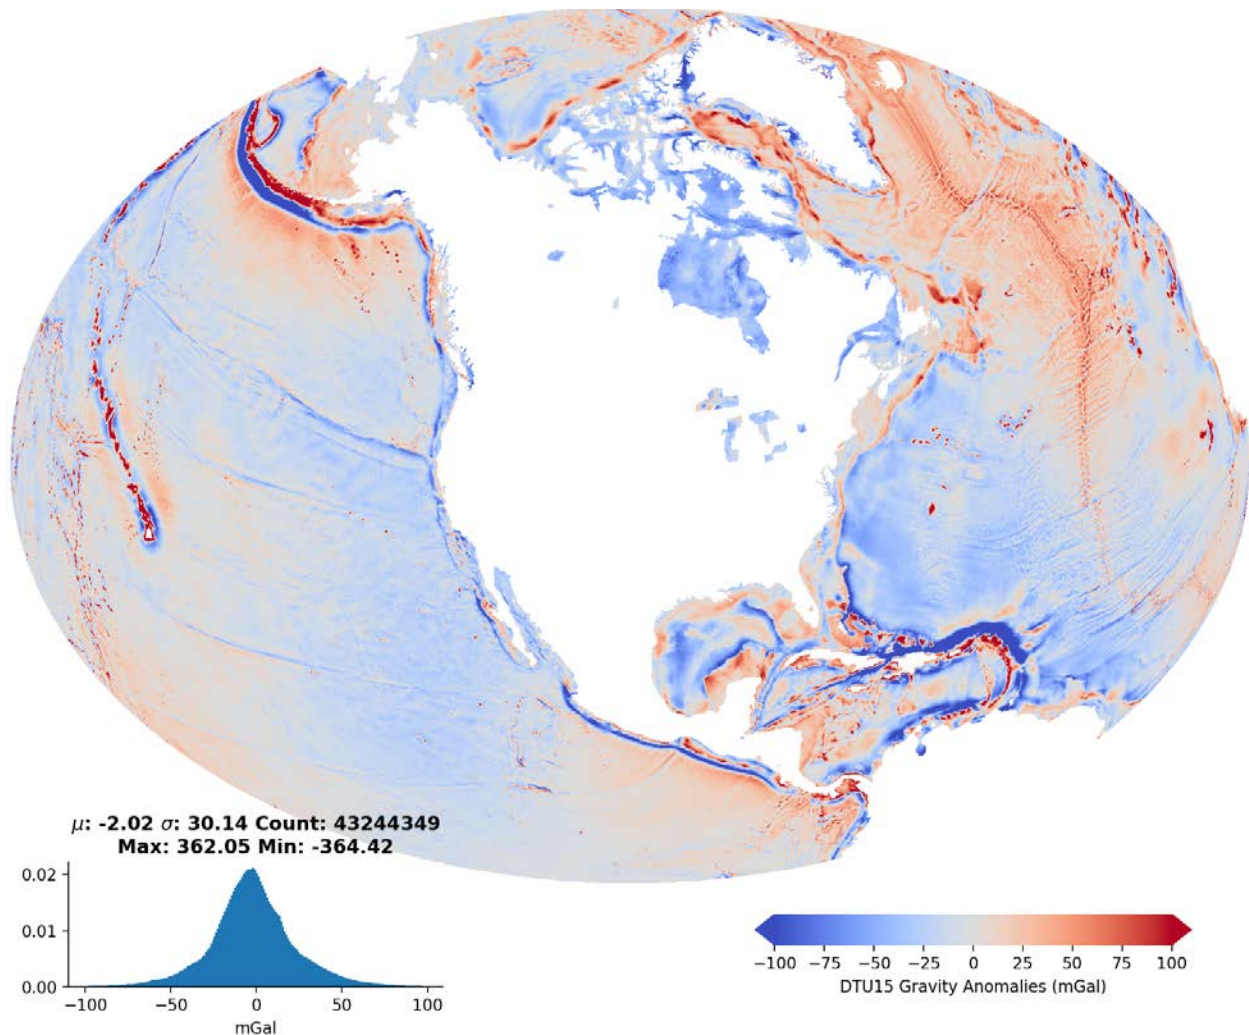 μ: -2.02 σ: 30.14 Count: 43244349
Max: 362.05 Min: -364.42
0.02
0.01
0.00
−100 −50 0 50 100
mGal
−100 −75 −50 −25 0 25 50 75 100
DTU15 Gravity Anomalies (mGal)